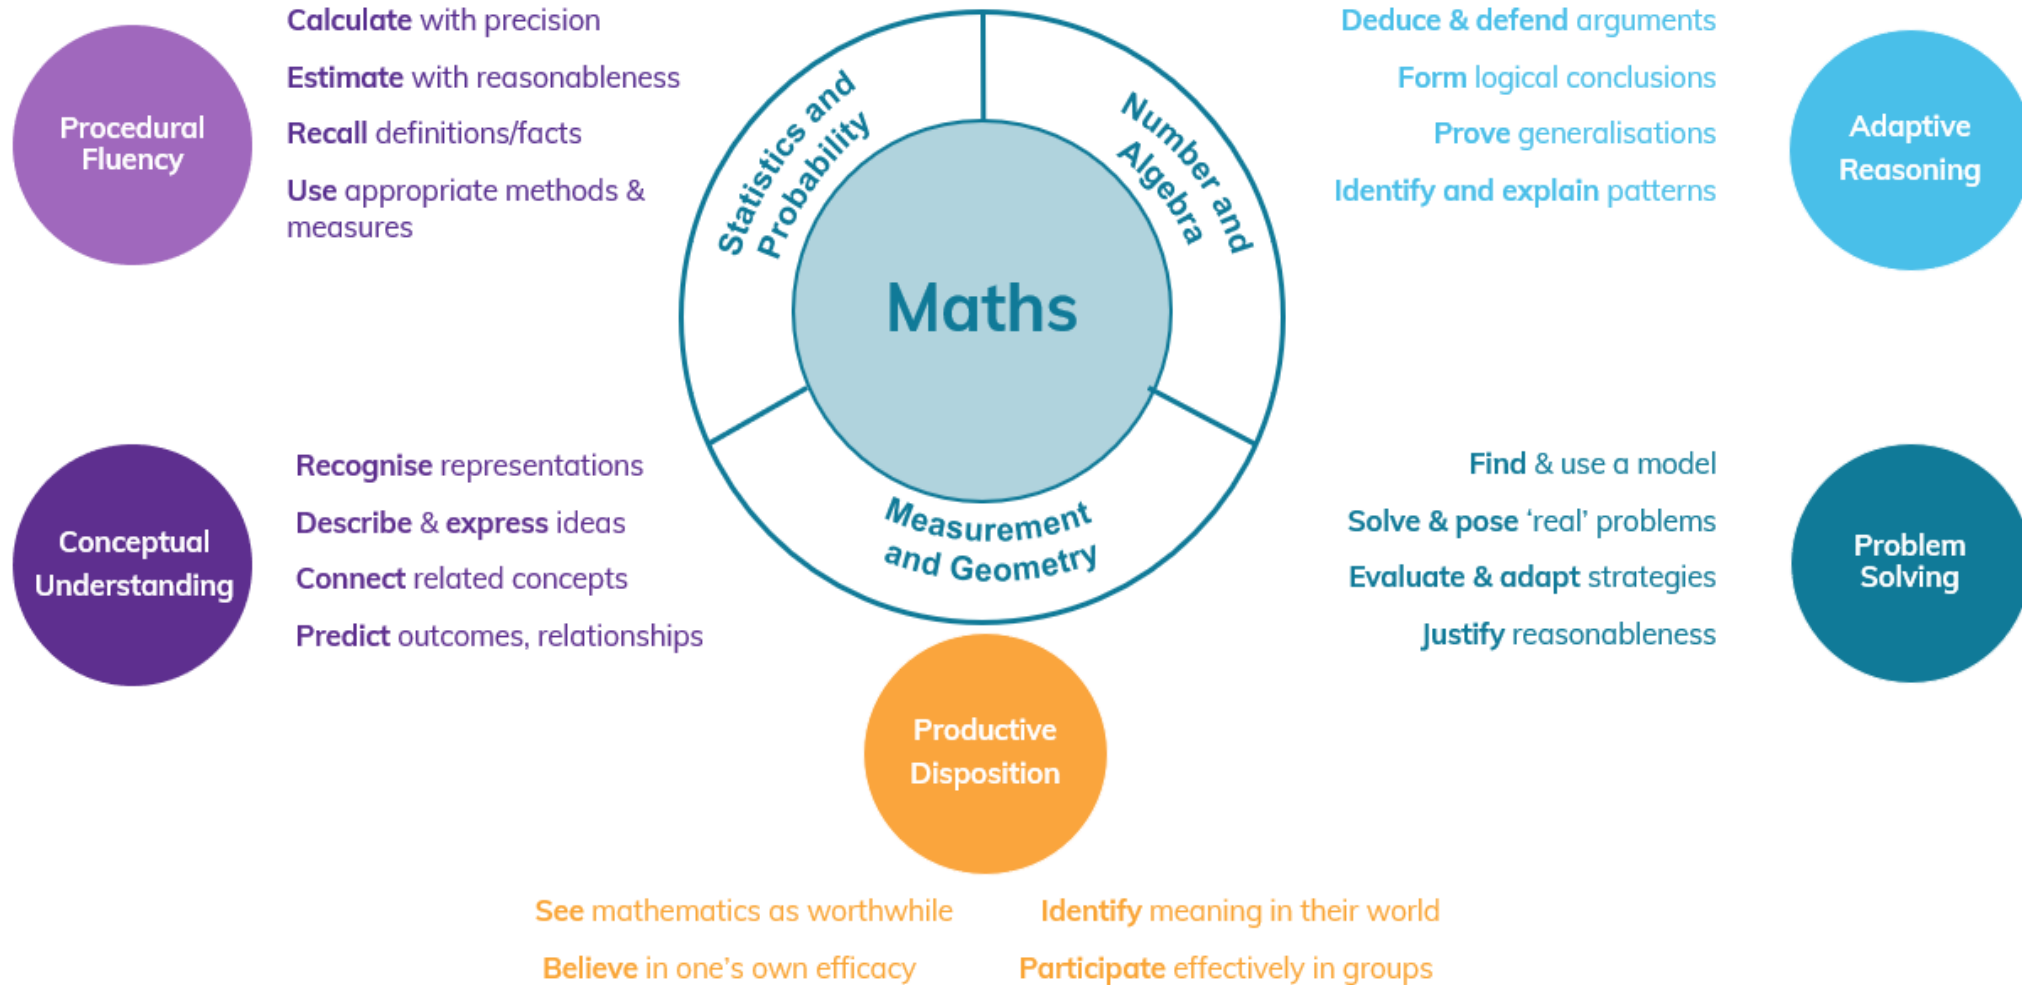 Procedural
Fluency
Calculate with precision
Estimate with reasonableness
Recall definitions/facts
Use appropriate methods &
measures
Statistics and
Probability
Number and
Algebra
Maths
Measurement
and Geometry
Deduce & defend arguments
Form logical conclusions
Prove generalisations
Identify and explain patterns
Adaptive
Reasoning
Conceptual
Understanding
Recognise representations
Describe & express ideas
Connect related concepts
Predict outcomes, relationships
Find & use a model
Solve & pose ‘real’ problems
Evaluate & adapt strategies
Justify reasonableness
Problem
Solving
Productive
Disposition
See mathematics as worthwhile
Believe in one’s own efficacy
Identify meaning in their world
Participate effectively in groups